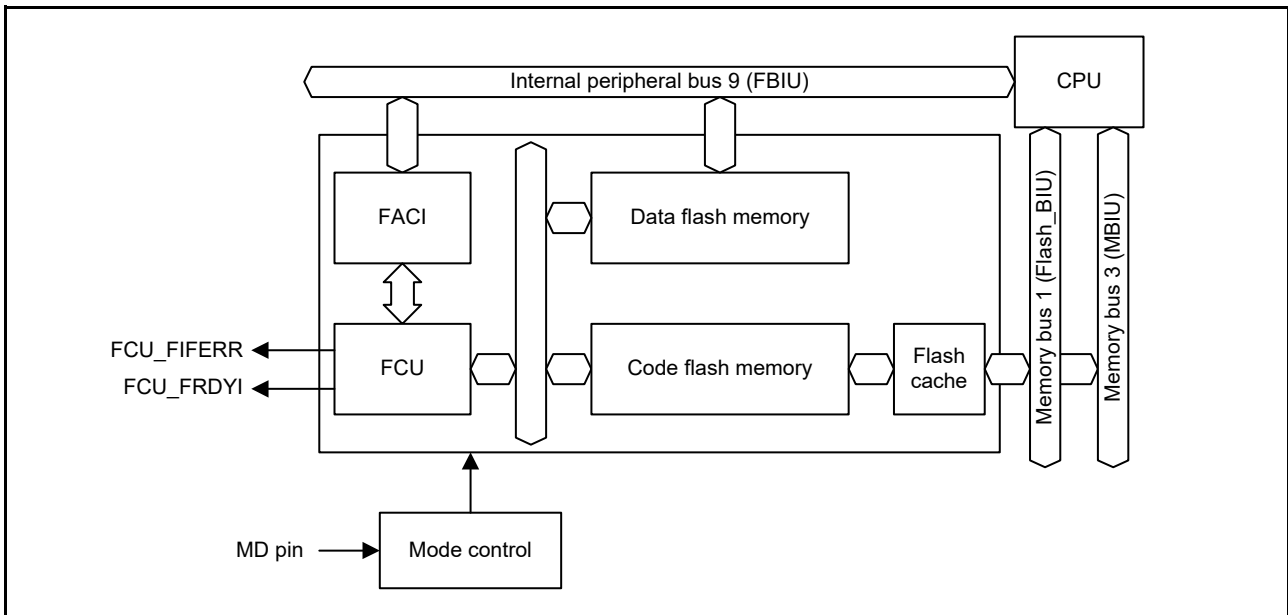 Internal peripheral bus 9 (FBIU)
CPU
FACI
Data flash memory
Memory bus 1 (Flash_BIU)
Memory bus 3 (MBIU)
FCU_FIFERR
FCU_FRDYI
FCU
Code flash memory
Flash
cache
MD pin
Mode control